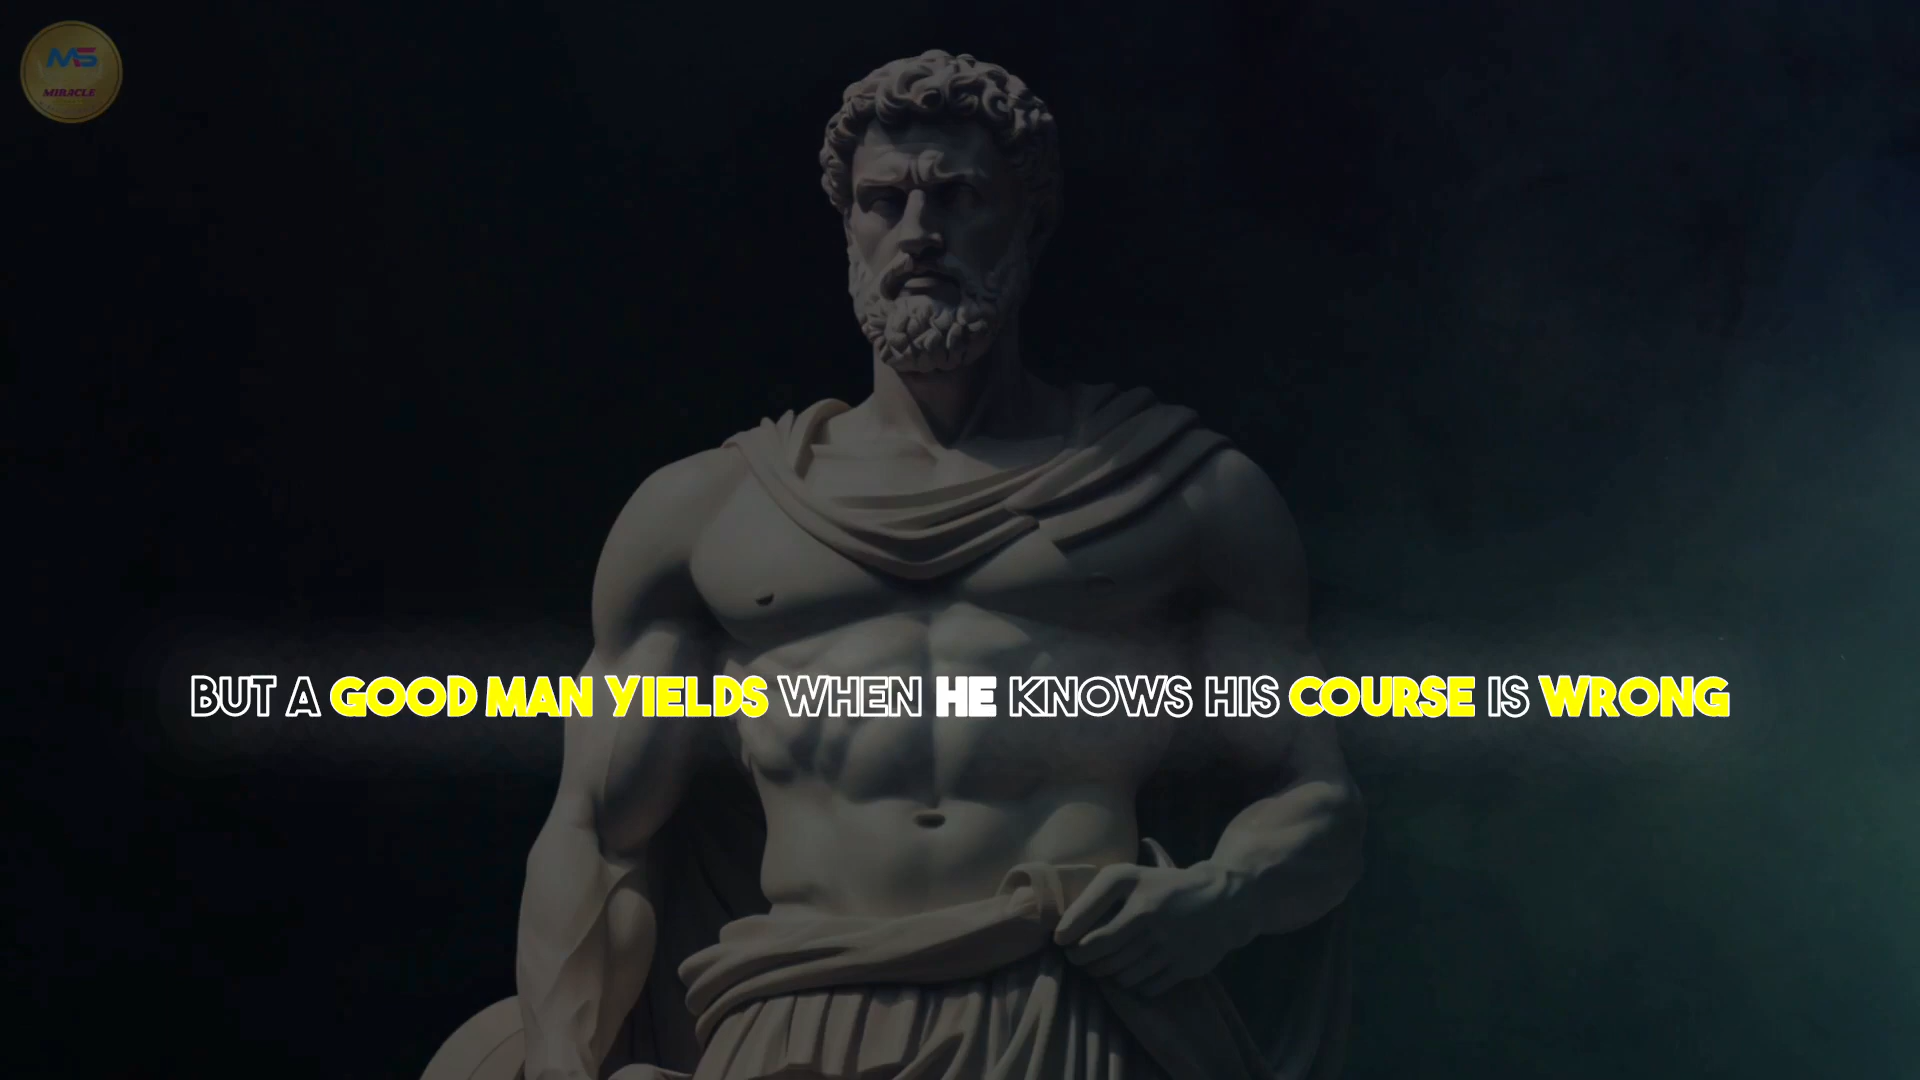 MS
MIRACLE
BUT A GOOD MAN YIELDS WHEN HE KNOWS HIS COURSE IS WRONG